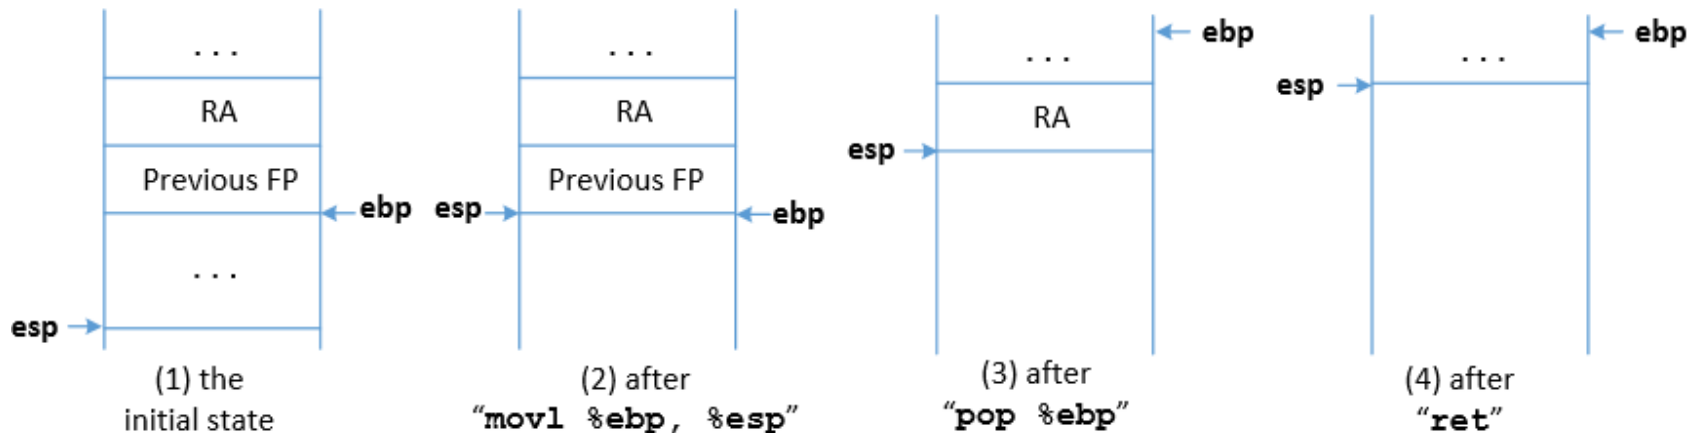 . . .
RA
Previous FP
ebp
. . .
esp
(1) the
initial state
. . .
RA
Previous FP
esp
ebp
(2) after
“movl %ebp, %esp”
ebp
. . .
RA
esp
(3) after
“pop %ebp”
ebp
. . .
esp
(4) after
“ret”